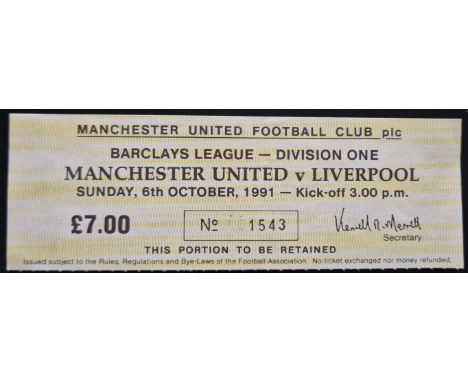 MANCHESTER UNITED FOOTBALL CLUB plc
BARCLAYS LEAGUE — DIVISION ONE
MANCHESTER UNITED v LIVERPOOL
SUNDAY, 6th OCTOBER, 1991 — Kick-off 3.00 p.m.
£7.00 Nº 1543 Kenneth R. Merrett
Secretary
THIS PORTION TO BE RETAINED
Issued subject to the Rules, Regulations and Bye-Laws of the Football Association. No ticket exchanged nor money refunded.